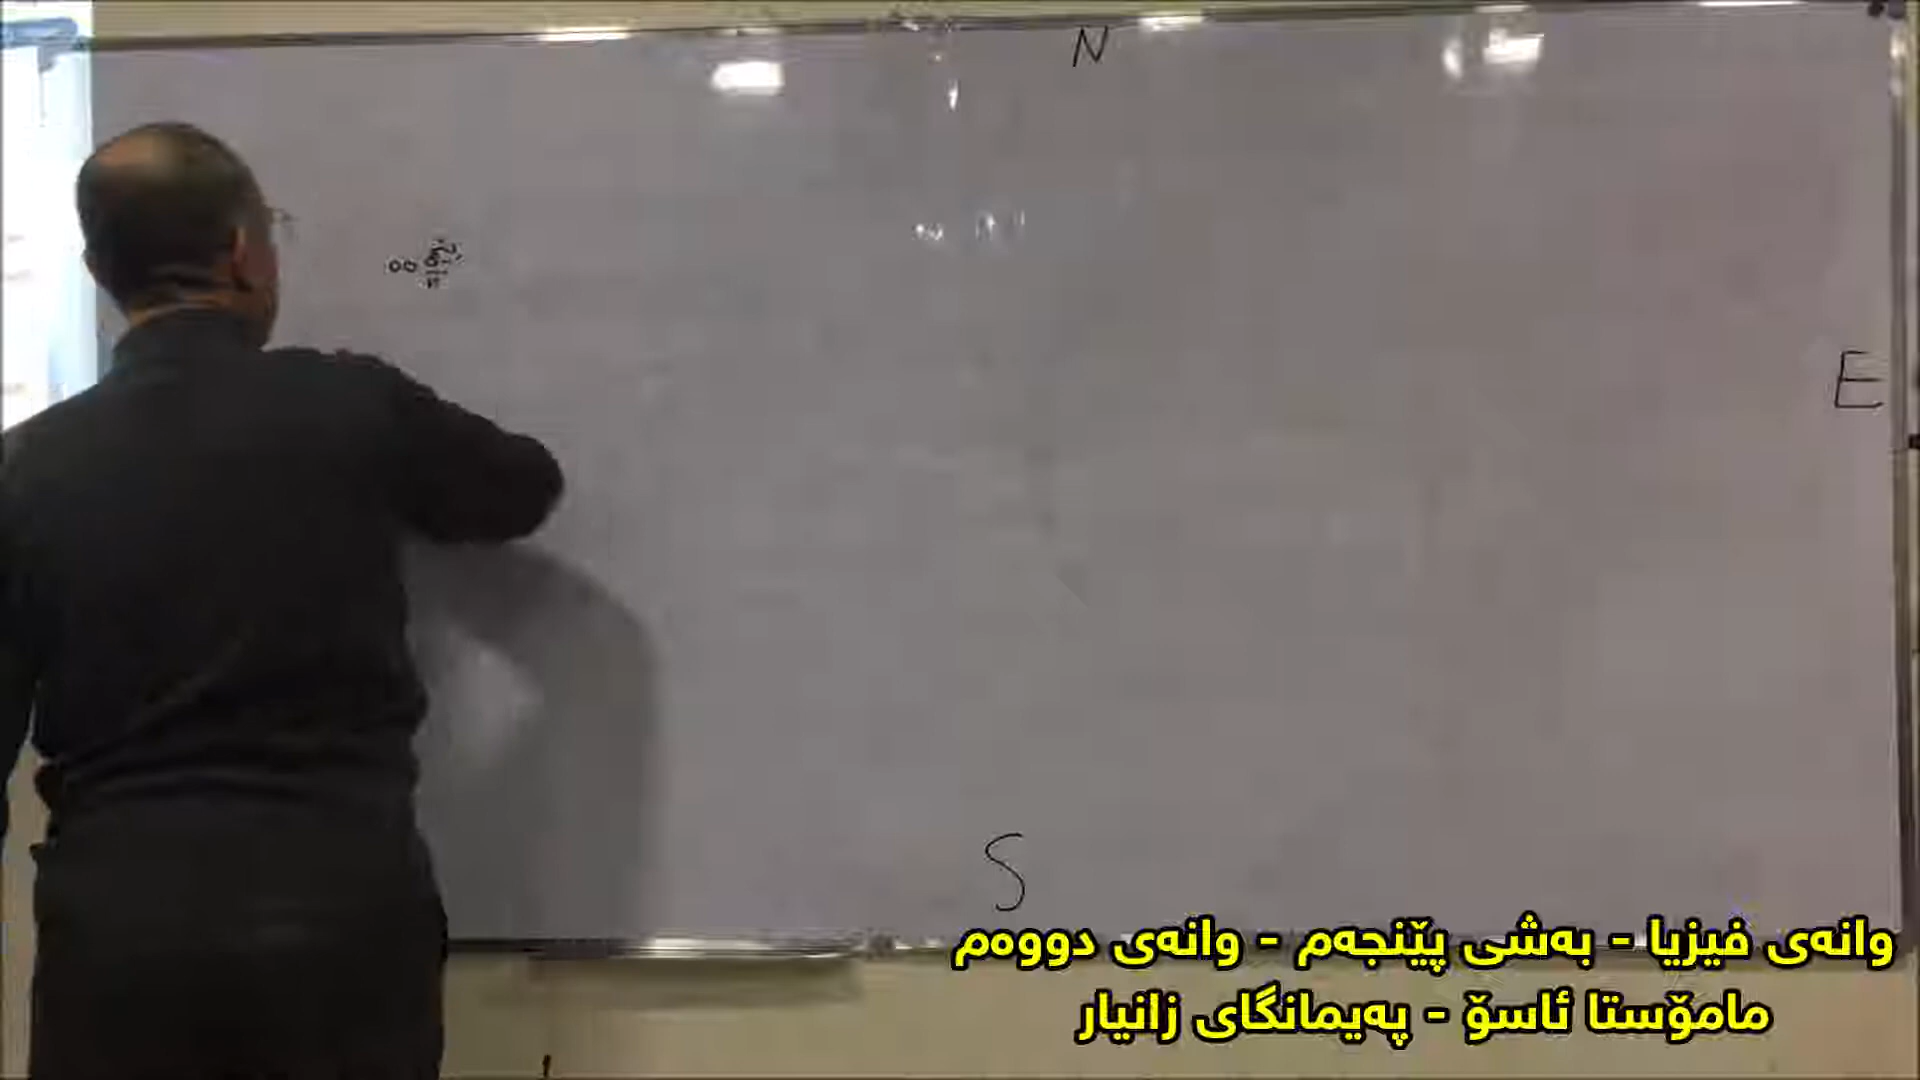 N
E
S
وانەی فیزیا - بەشی پێنجەم - وانەی دووەم
مامۆستا ئاسۆ - پەیمانگای زانیار